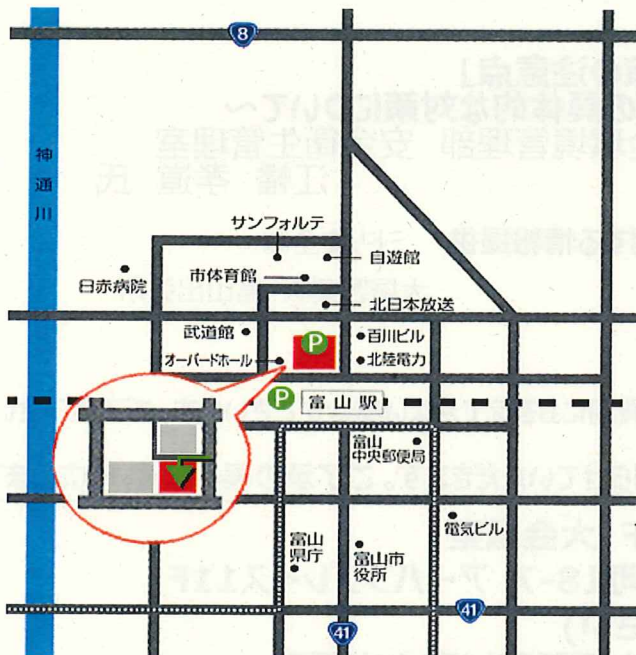 8
神通川
サンフォルテ
自遊館
市体育館
日赤病院
北日本放送
武道館
P
百川ビル
オーバードホール
北陸電力
P
富山駅
富山
中央郵便局
富山
県庁
富山市
役所
電気ビル
41
41